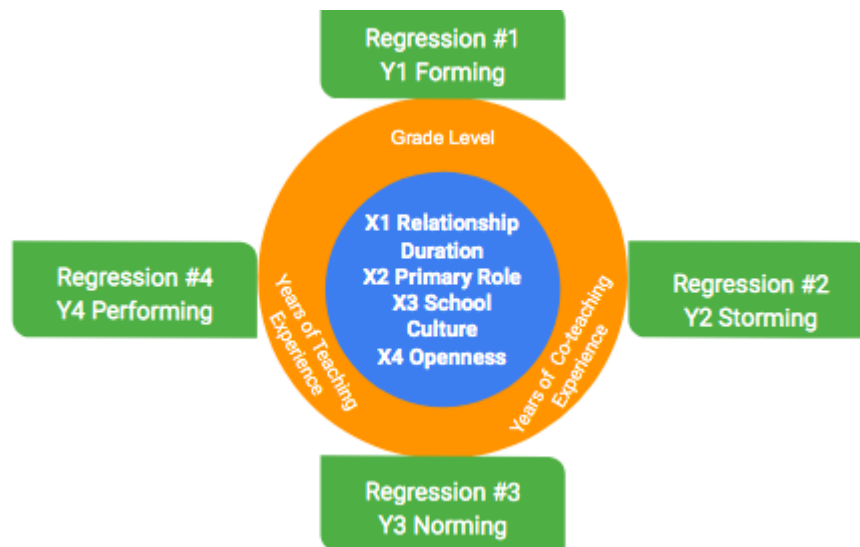 Regression #1
Y1 Forming
Grade Level
X1 Relationship
Duration
X2 Primary Role
X3 School
Culture
X4 Openness
Regression #4
Y4 Performing
Regression #2
Y2 Storming
Years of Teaching
Experience
Years of Co-teaching
Experience
Regression #3
Y3 Norming